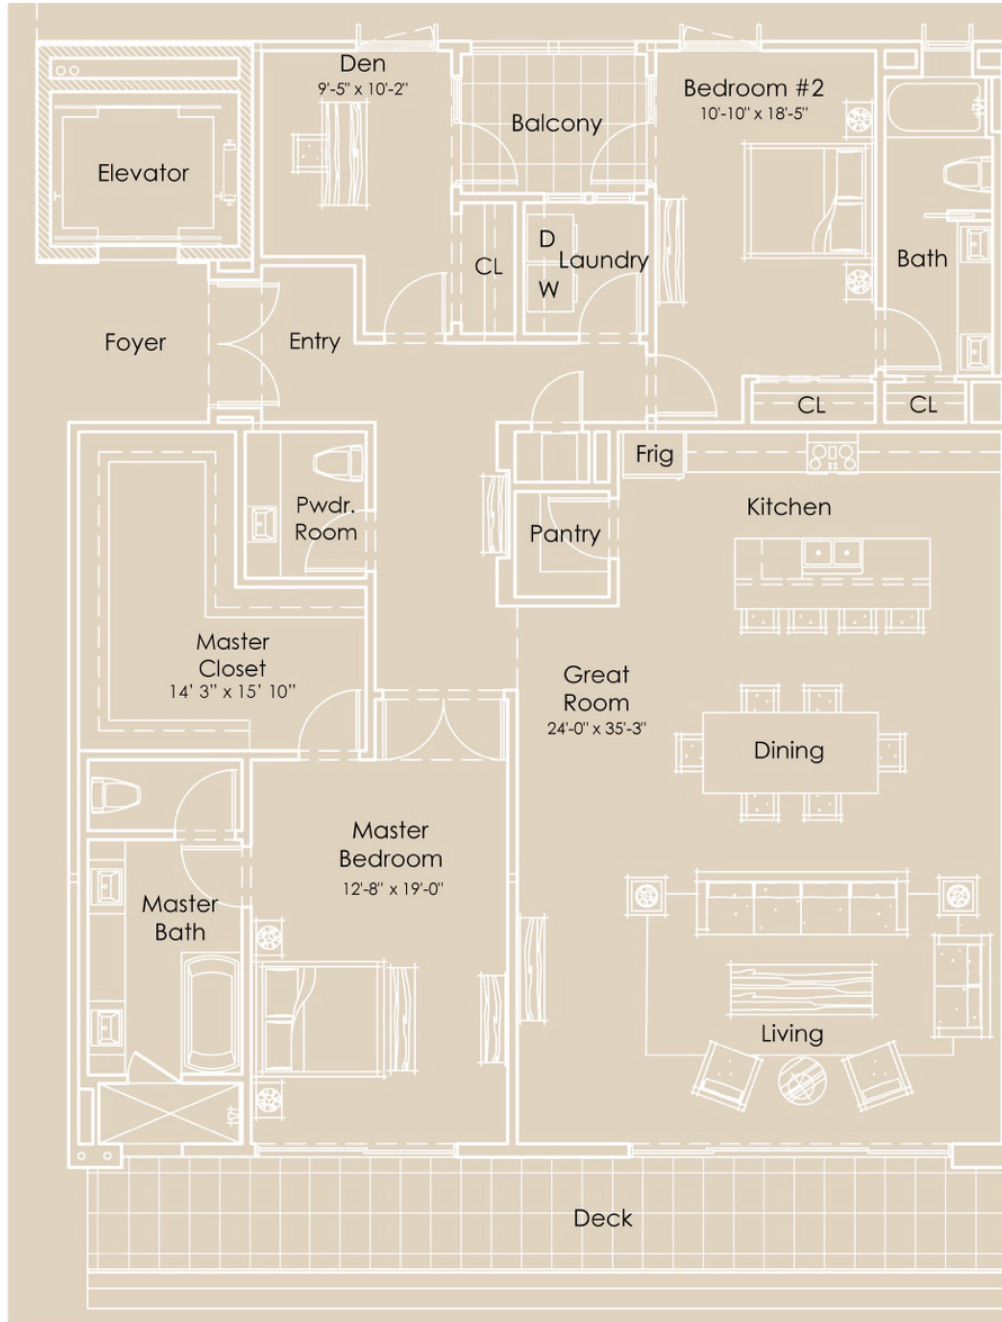 Den
9'-5" x 10'-2"
Bedroom #2
10'-10" x 18'-5"
Balcony
Elevator
D
Laundry
W
CL
Bath
Foyer
Entry
CL
CL
Frig
Kitchen
Pwdr.
Room
Pantry
Master
Closet
14' 3" x 15' 10"
Great
Room
24'-0" x 35'-3"
Dining
Master
Bedroom
12'-8" x 19'-0"
Master
Bath
Living
Deck